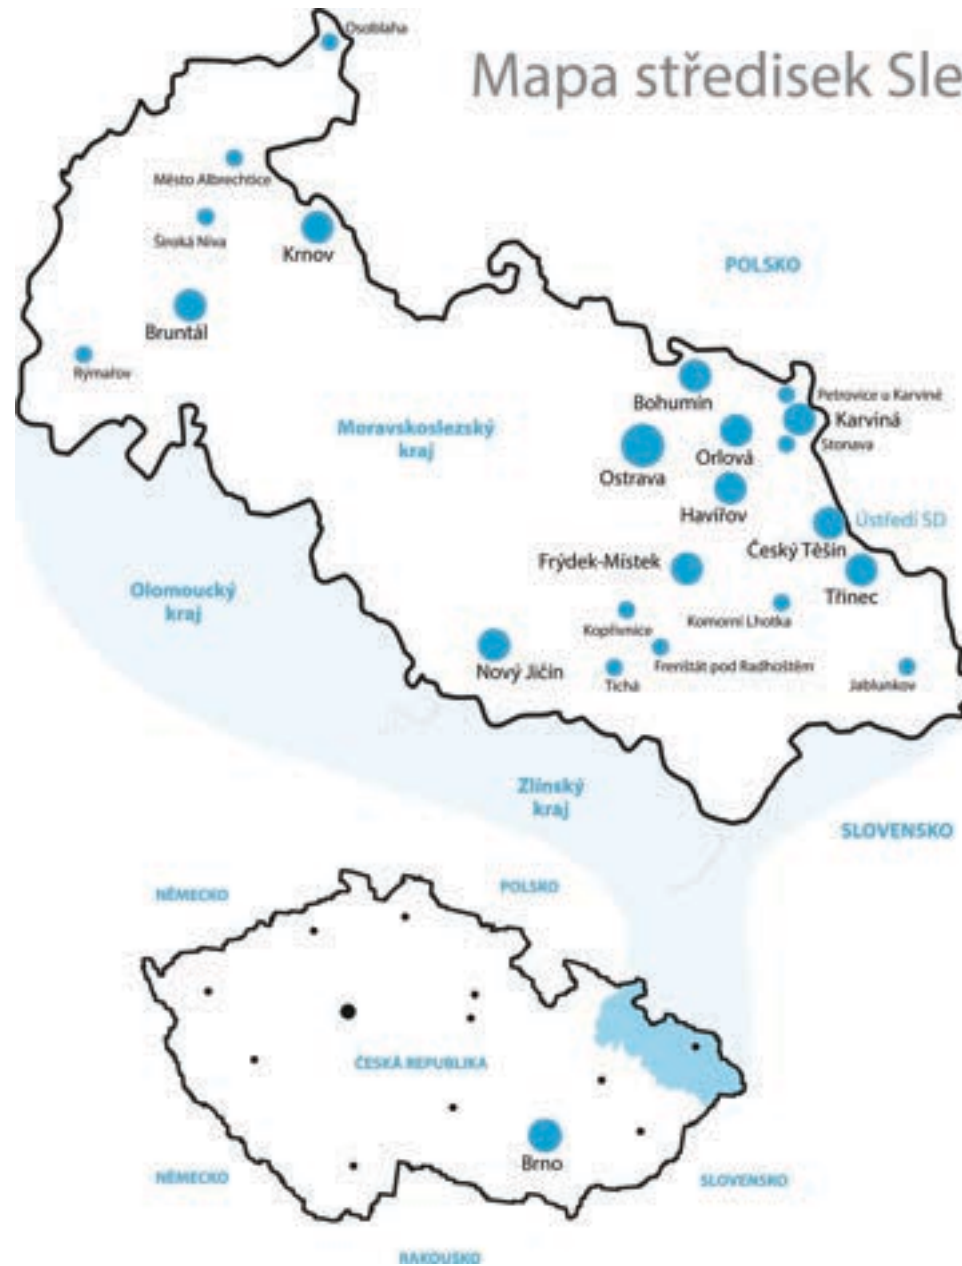 Osoblaha
Mapa středisek Sle
Město Albrechtice
Široká Niva
Krnov
POLSKO
Bruntál
Rýmařov
Bohumín
Petrovice u Karviné
Karviná
Moravskoslezský
kraj
Orlová
Stonava
Ostrava
Havířov
Ústředí SD
Český Těšín
Frýdek-Místek
Třinec
Olomoucký
kraj
Komorní Lhotka
Kopřivnice
Nový Jičín
Frenštát pod Radhoštěm
Tichá
Jablunkov
Zlínský
kraj
SLOVENSKO
NĚMECKO
POLSKO
ČESKÁ REPUBLIKA
Brno
NĚMECKO
SLOVENSKO
RAKOUSKO